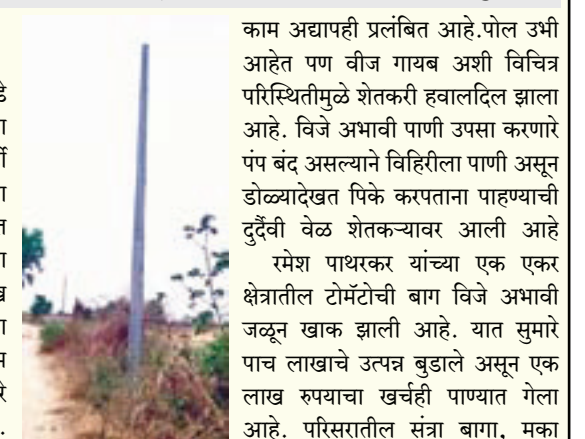 काम अद्यापही प्रलंबित आहे.पोल उभी
आहेत पण वीज गायब अशी विचित्र
परिस्थितीमुळे शेतकरी हवालदिल झाला
आहे. विजे अभावी पाणी उपसा करणारे
पंप बंद असल्याने विहिरीला पाणी असून
डोळ्यादेखत पिके करपताना पाहण्याची
दुर्दैवी वेळ शेतकऱ्यावर आली आहे
रमेश पाथरकर यांच्या एक एकर
क्षेत्रातील टोमॅटोची बाग विजे अभावी
जळून खाक झाली आहे. यात सुमारे
पाच लाखाचे उत्पन्न बुडाले असून एक
लाख रुपयाचा खर्चही पाण्यात गेला
आहे. परिसरातील संत्रा बागा, मका